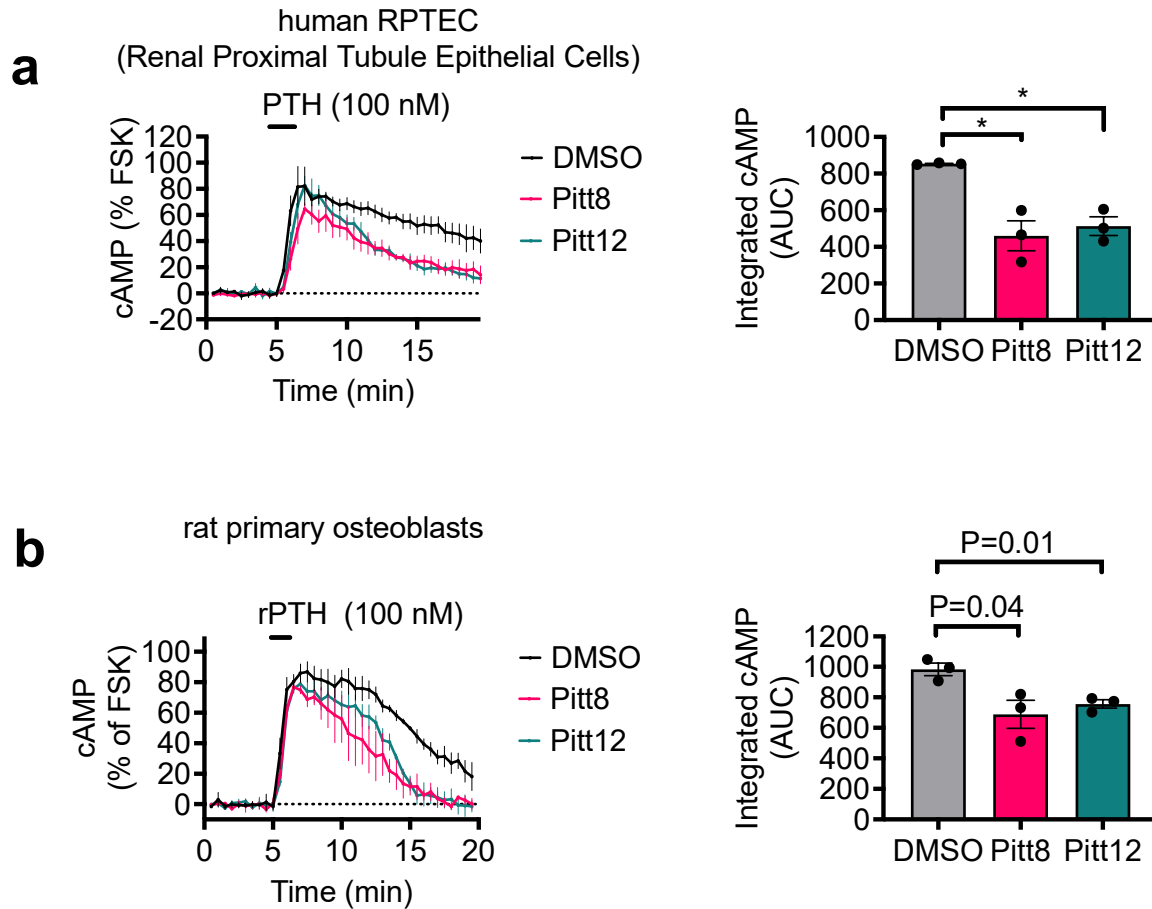 human RPTEC
(Renal Proximal Tubule Epithelial Cells)
a
PTH (100 nM)
cAMP (% FSK)
120
100
80
60
40
20
0
-20
0
5
10
15
Time (min)
DMSO
Pitt8
Pitt12
*
*
Integrated cAMP
(AUC)
1000
800
600
400
200
0
DMSO Pitt8 Pitt12
b
rat primary osteoblasts
rPTH (100 nM)
cAMP
(% of FSK)
100
80
60
40
20
0
0
5
10
15
20
Time (min)
DMSO
Pitt8
Pitt12
P=0.01
P=0.04
Integrated cAMP
(AUC)
1200
1000
800
600
400
200
0
DMSO Pitt8 Pitt12